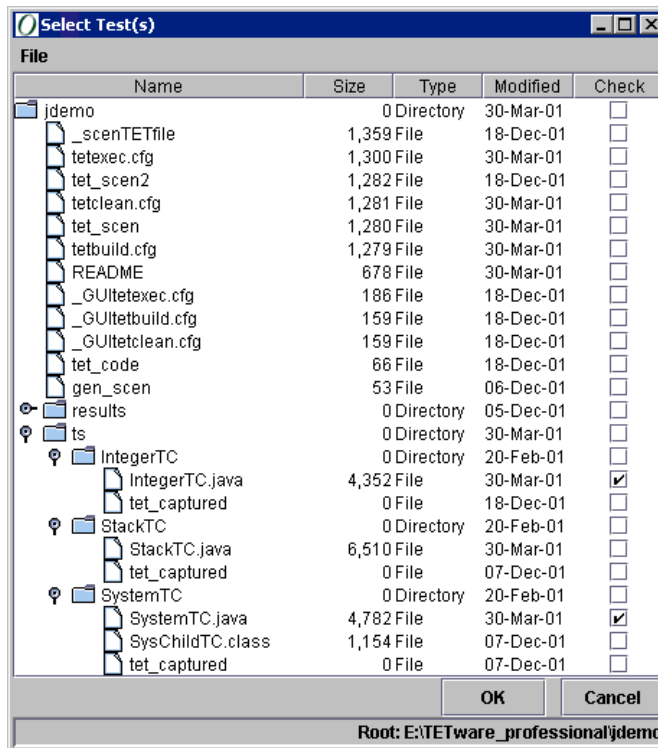 Select Test(s)
File
Name Size Type Modified Check
jdemo 0 Directory 30-Mar-01
_scenTETfile 1,359 File 18-Dec-01
tetexec.cfg 1,300 File 30-Mar-01
tet_scen2 1,282 File 18-Dec-01
tetclean.cfg 1,281 File 30-Mar-01
tet_scen 1,280 File 30-Mar-01
tetbuild.cfg 1,279 File 30-Mar-01
README 678 File 30-Mar-01
_GUItetexec.cfg 186 File 18-Dec-01
_GUItetbuild.cfg 159 File 18-Dec-01
_GUItetclean.cfg 159 File 18-Dec-01
tet_code 66 File 18-Dec-01
gen_scen 53 File 06-Dec-01
results 0 Directory 05-Dec-01
ts 0 Directory 30-Mar-01
IntegerTC 0 Directory 20-Feb-01
IntegerTC.java 4,352 File 30-Mar-01
tet_captured 0 File 18-Dec-01
StackTC 0 Directory 20-Feb-01
StackTC.java 6,510 File 30-Mar-01
tet_captured 0 File 07-Dec-01
SystemTC 0 Directory 20-Feb-01
SystemTC.java 4,782 File 30-Mar-01
SysChildTC.class 1,154 File 07-Dec-01
tet_captured 0 File 07-Dec-01
OK Cancel
Root: E:\TETware_professional\jdemo